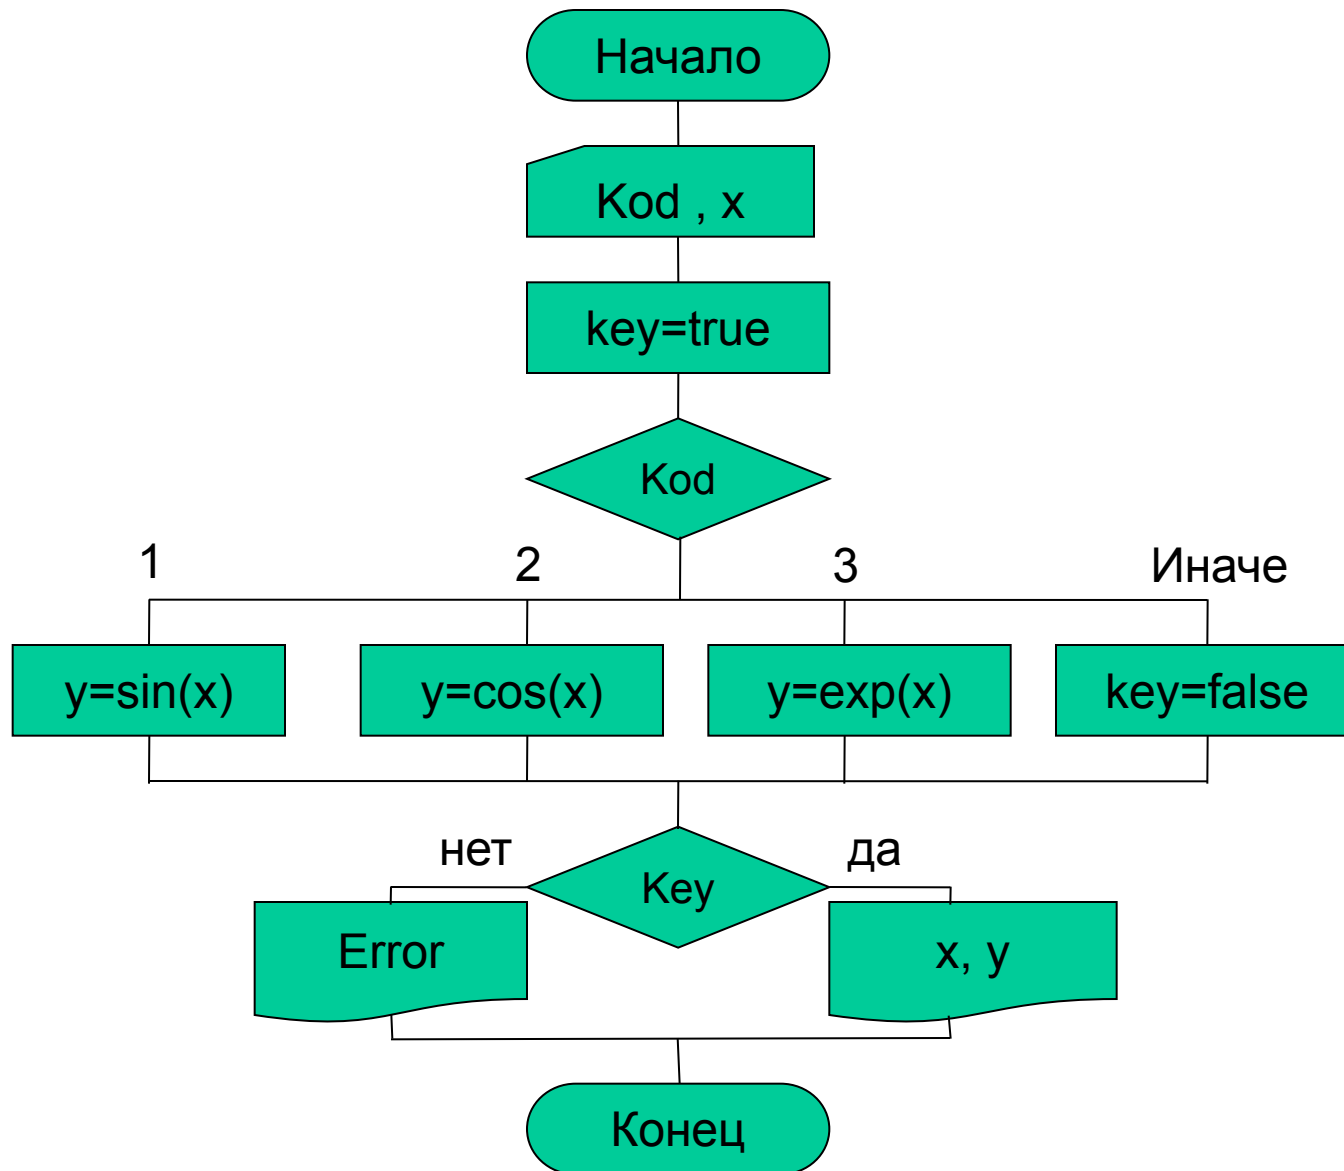 Начало
Kod , x
key=true
Kod
1
2
3
Иначе
y=sin(x)
y=cos(x)
y=exp(x)
key=false
нет
да
Key
Error
x, y
Конец